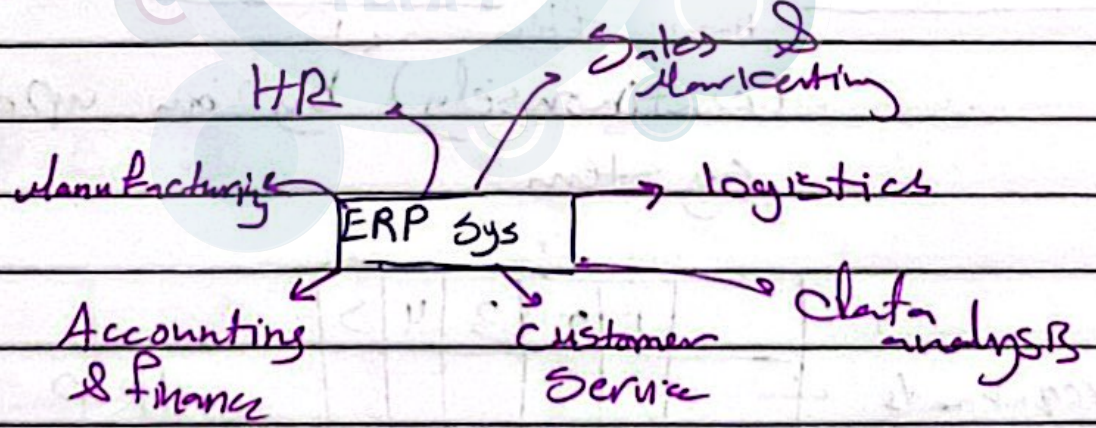 HR
Sales &
Marketing
Manufacturing
logistics
ERP Sys
Accounting
& finance
Customer
Service
data
analysis